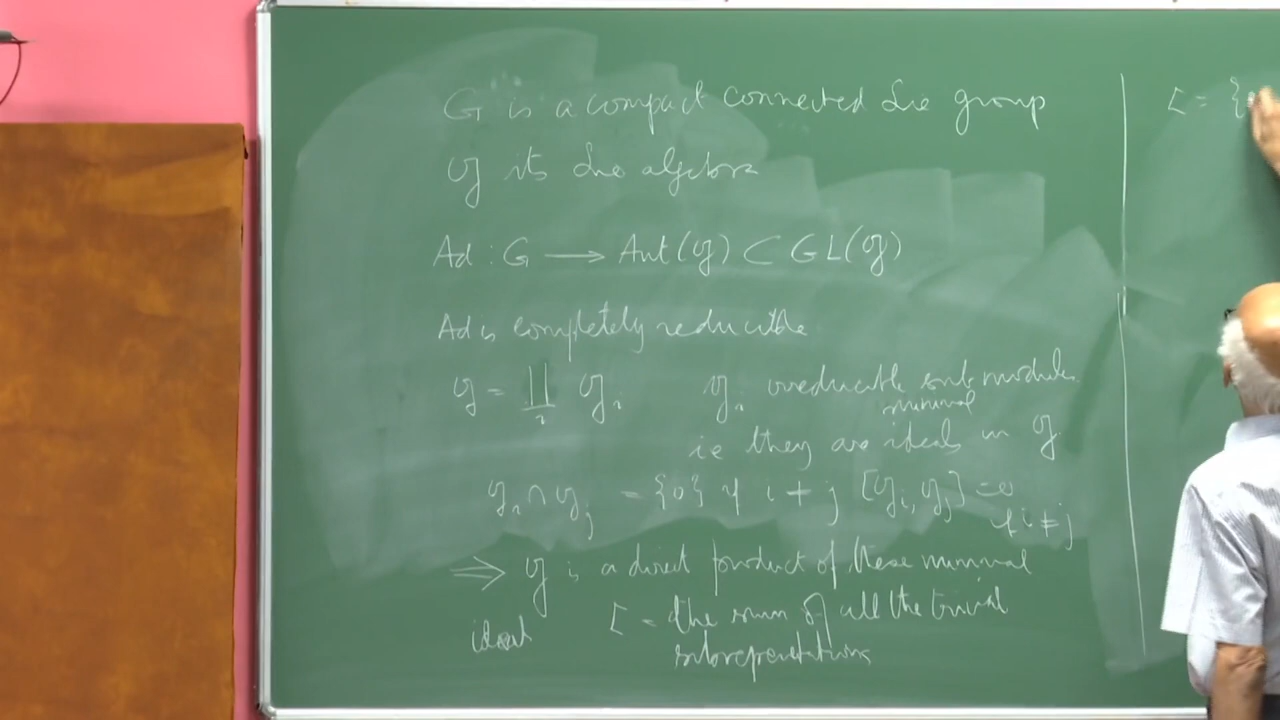 G is a compact connected Lie group
𝔤 its Lie algebra
Ad : G ⟶ Aut(𝔤) ⊂ GL(𝔤)
Ad is completely reducible
𝔤 = ∐ᵢ 𝔤ᵢ 𝔤ᵢ irreducible submodules
minimal
ie they are ideals in 𝔤
𝔤ᵢ ∩ 𝔤ⱼ = {0} if i ≠ j [𝔤ᵢ, 𝔤ⱼ] = 0
if i ≠ j
⇒ 𝔤 is a direct product of these minimal
ideal 𝔠 = the sum of all the trivial
subrepresentations
𝔠 = {